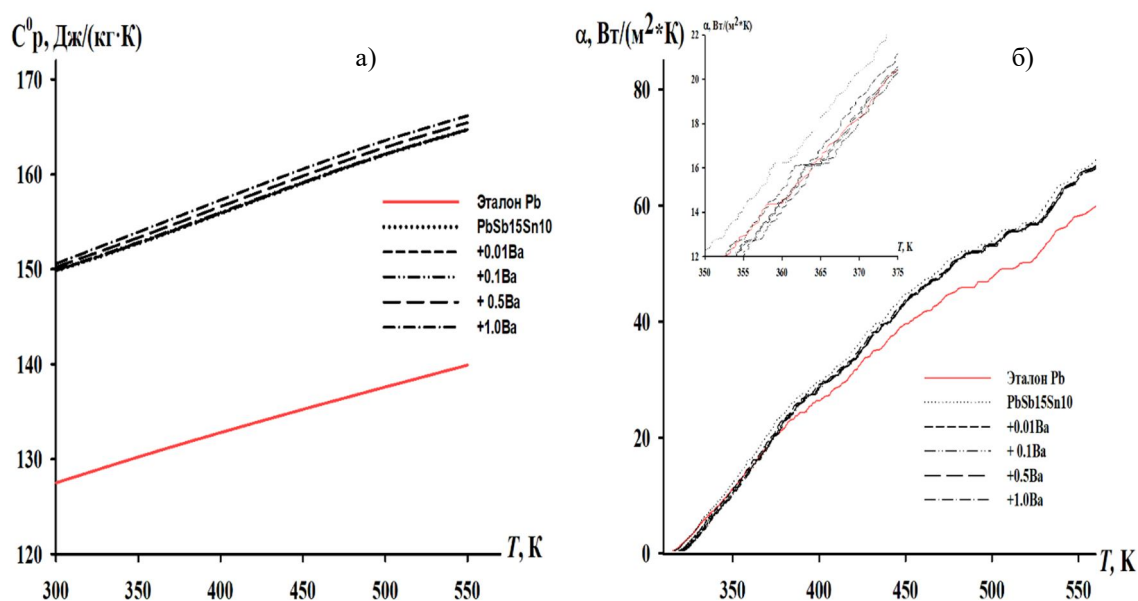 C⁰p, Дж/(кг·К)
а)
170
160
150
140
130
120
300 350 400 450 500 550
T, К
Эталон Pb
PbSb15Sn10
+0.01Ba
+0.1Ba
+ 0.5Ba
+1.0Ba
α, Вт/(м²*К)
б)
80
60
40
20
0
350 400 450 500 550
T, К
α, Вт/(м²*К)
22
20
18
16
14
12
350 355 360 365 370 375
T, К
Эталон Pb
PbSb15Sn10
+0.01Ba
+ 0.1Ba
+0.5Ba
+1.0Ba